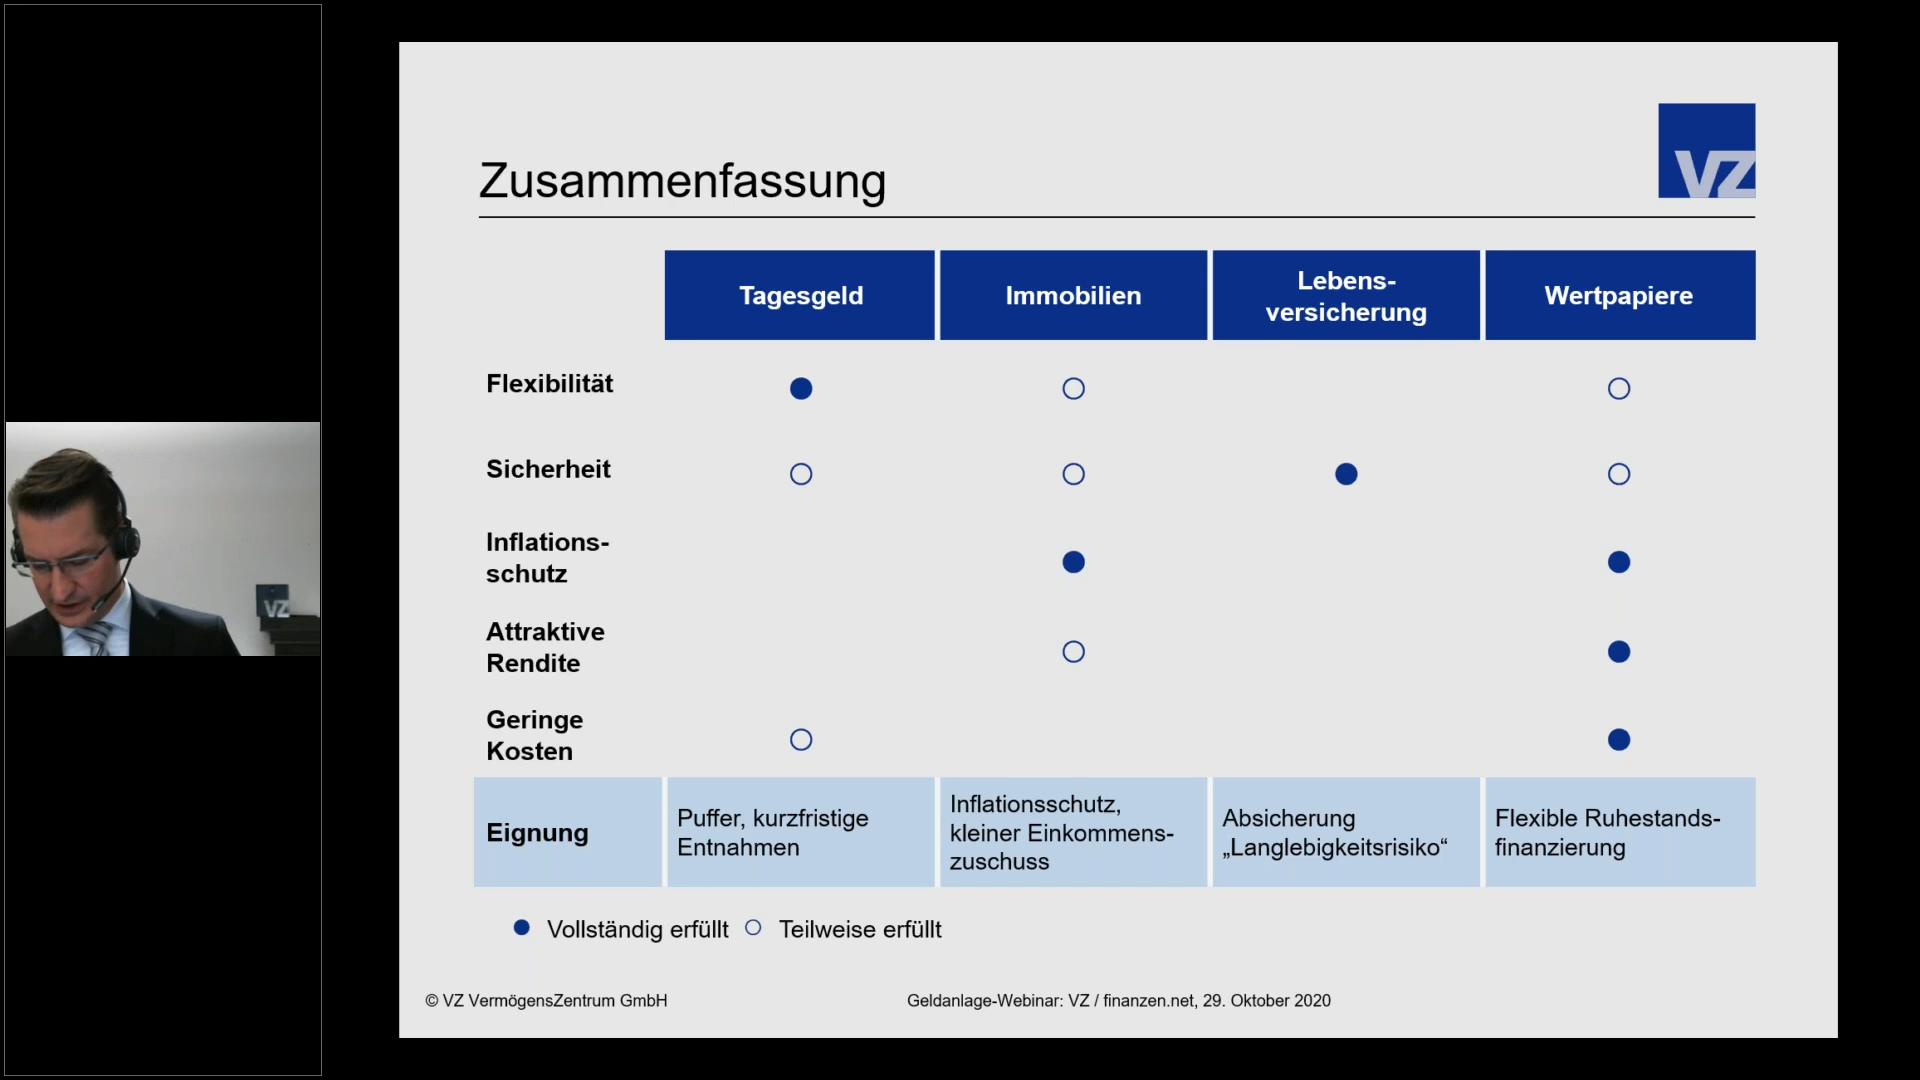 VZ
Zusammenfassung
Tagesgeld
Immobilien
Lebens-
versicherung
Wertpapiere
Flexibilität
Sicherheit
Inflations-
schutz
Attraktive
Rendite
Geringe
Kosten
Eignung
Puffer, kurzfristige
Entnahmen
Inflationsschutz,
kleiner Einkommens-
zuschuss
Absicherung
„Langlebigkeitsrisiko“
Flexible Ruhestands-
finanzierung
Vollständig erfüllt
Teilweise erfüllt
© VZ VermögensZentrum GmbH
Geldanlage-Webinar: VZ / finanzen.net, 29. Oktober 2020
VZ